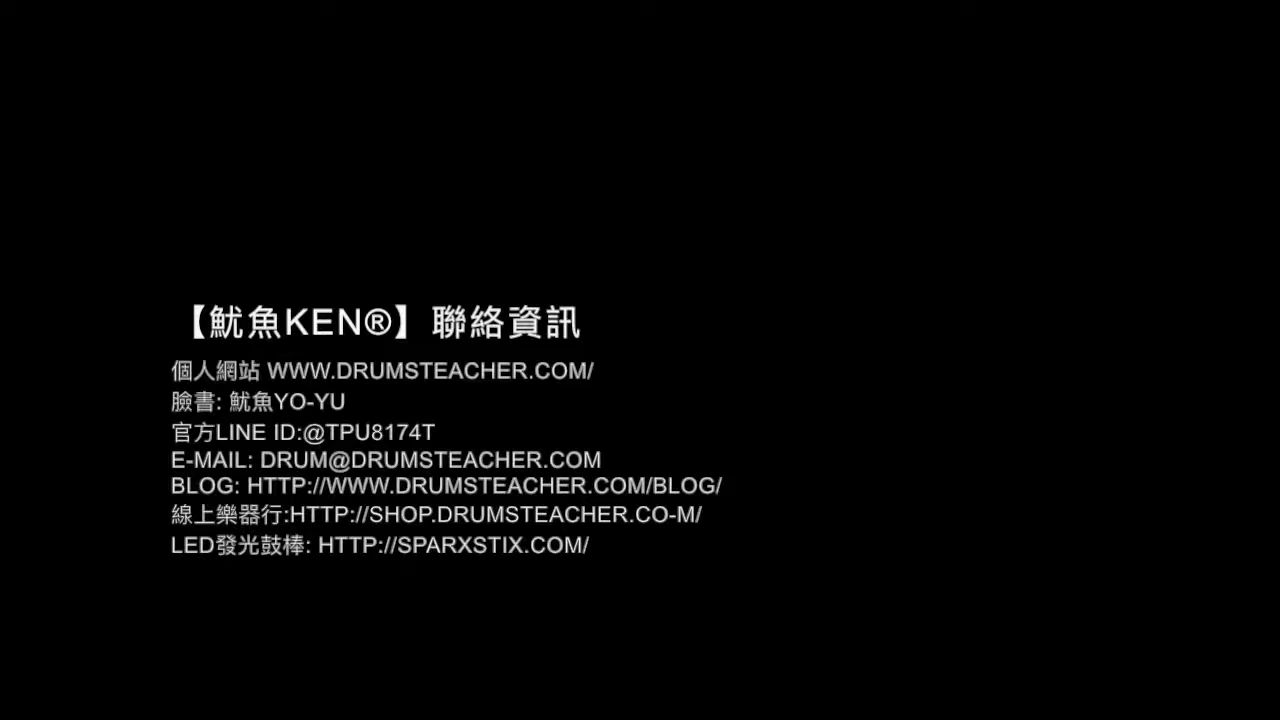 【魷魚KEN®】聯絡資訊
個人網站 WWW.DRUMSTEACHER.COM/
臉書: 魷魚YO-YU
官方LINE ID:@TPU8174T
E-MAIL: DRUM@DRUMSTEACHER.COM
BLOG: HTTP://WWW.DRUMSTEACHER.COM/BLOG/
線上樂器行:HTTP://SHOP.DRUMSTEACHER.CO-M/
LED發光鼓棒: HTTP://SPARXSTIX.COM/